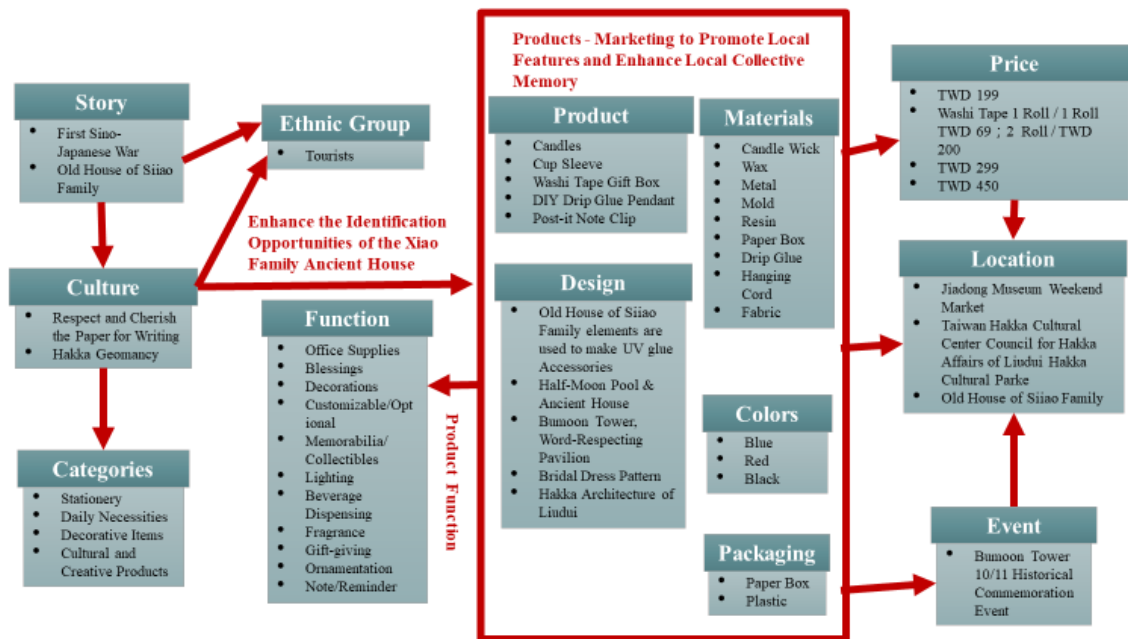 Story
First Sino-
Japanese War
Old House of Siiao
Family
Culture
Respect and Cherish
the Paper for Writing
Hakka Geomancy
Categories
Stationery
Daily Necessities
Decorative Items
Cultural and
Creative Products
Ethnic Group
Tourists
Enhance the Identification
Opportunities of the Xiao
Family Ancient House
Function
Office Supplies
Blessings
Decorations
Customizable/Opt
ional
Memorabilia/
Collectibles
Lighting
Beverage
Dispensing
Fragrance
Gift-giving
Ornamentation
Note/Reminder
Product Function
Products - Marketing to Promote Local
Features and Enhance Local Collective
Memory
Product
Candles
Cup Sleeve
Washi Tape Gift Box
DIY Drip Glue Pendant
Post-it Note Clip
Design
Old House of Siiao
Family elements are
used to make UV glue
Accessories
Half-Moon Pool &
Ancient House
Bumoon Tower,
Word-Respecting
Pavilion
Bridal Dress Pattern
Hakka Architecture of
Liudui
Materials
Candle Wick
Wax
Metal
Mold
Resin
Paper Box
Drip Glue
Hanging
Cord
Fabric
Colors
Blue
Red
Black
Packaging
Paper Box
Plastic
Price
TWD 199
Washi Tape 1 Roll / 1 Roll
TWD 69 ; 2 Roll / TWD
200
TWD 299
TWD 450
Location
Jiadong Museum Weekend
Market
Taiwan Hakka Cultural
Center Council for Hakka
Affairs of Liudui Hakka
Cultural Parke
Old House of Siiao Family
Event
Bumoon Tower
10/11 Historical
Commemoration
Event